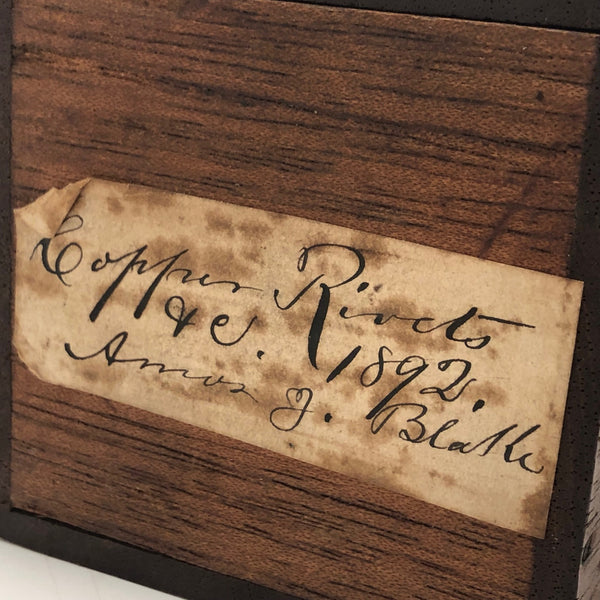 Copper Rivets
&c. 1892.
Amos J. Blake